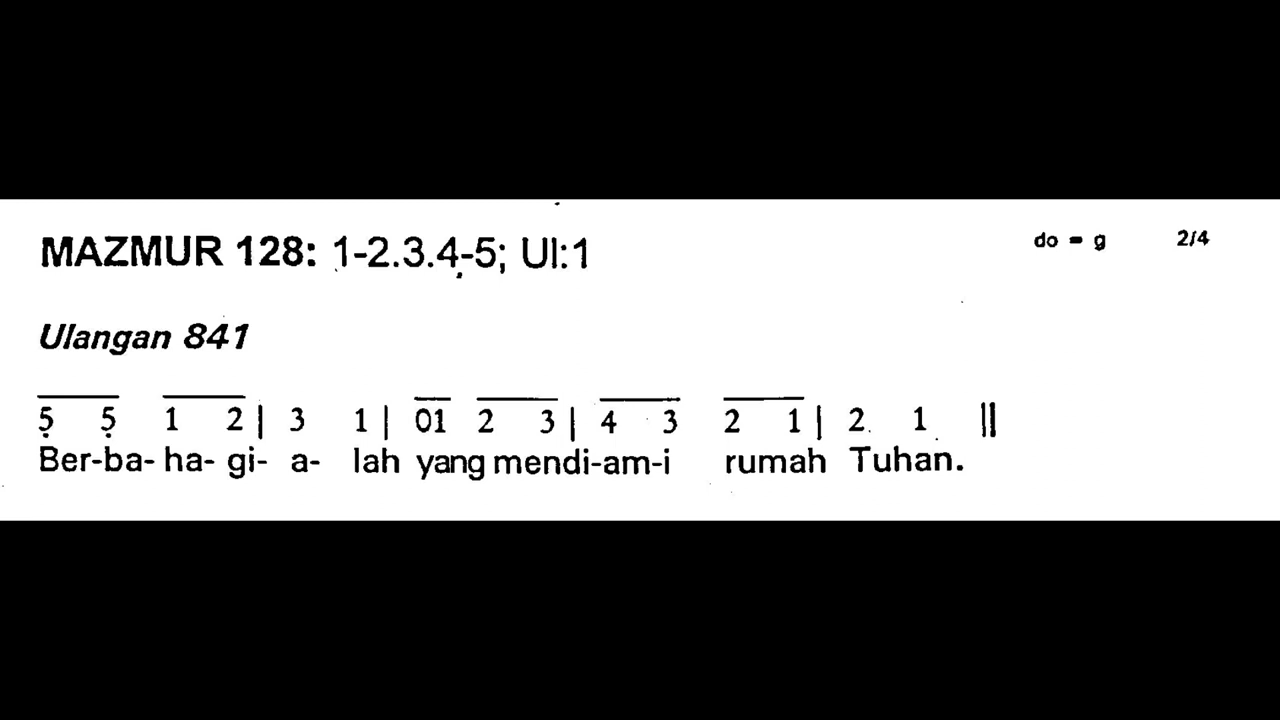 MAZMUR 128: 1-2.3.4-5; Ul:1 do = g 2/4
Ulangan 841
5̣ 5̣ 1 2 | 3 1 | 01 2 3 | 4 3 2 1 | 2 1 ||
Ber-ba- ha- gi- a- lah yang mendi-am-i rumah Tuhan.